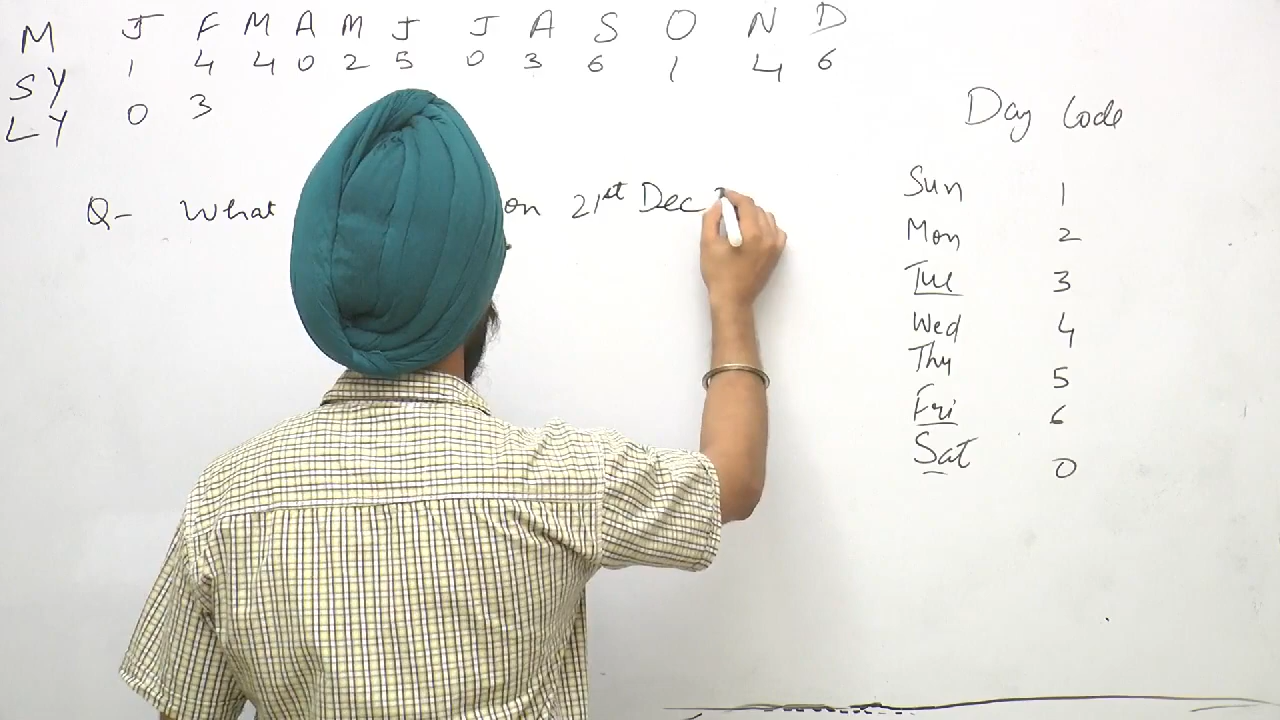 M J F M A M J J A S O N D
SY 1 4 4 0 2 5 0 3 6 1 4 6
LY 0 3
Q- What on 21st Dec
Day Code
Sun 1
Mon 2
Tue 3
Wed 4
Thu 5
Fri 6
Sat 0